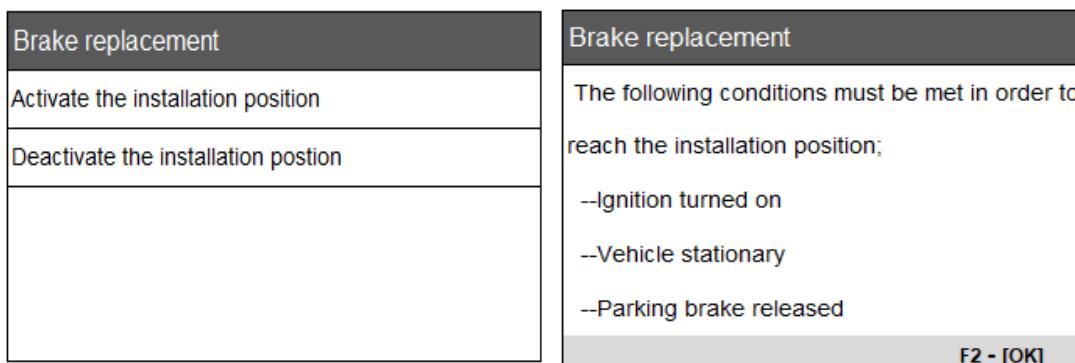 Brake replacement
Activate the installation position
Deactivate the installation postion
Brake replacement
The following conditions must be met in order to
reach the installation position;
--Ignition turned on
--Vehicle stationary
--Parking brake released
F2 - [OK]